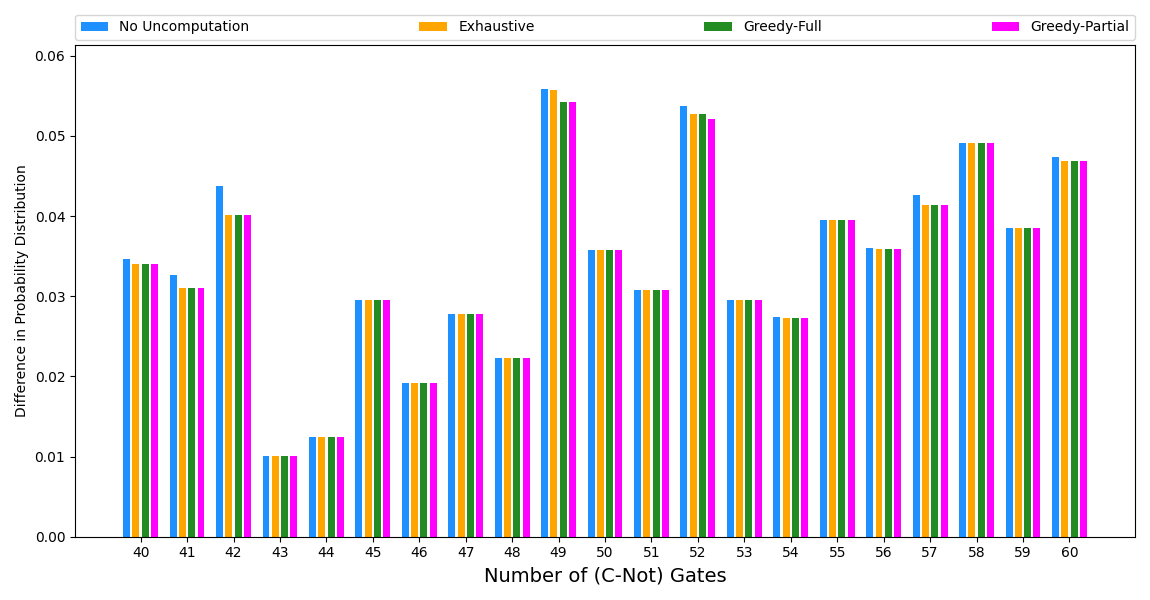 No Uncomputation Exhaustive Greedy-Full Greedy-Partial
0.06
0.05
0.04
0.03
0.02
0.01
0.00
Difference in Probability Distribution
40 41 42 43 44 45 46 47 48 49 50 51 52 53 54 55 56 57 58 59 60
Number of (C-Not) Gates